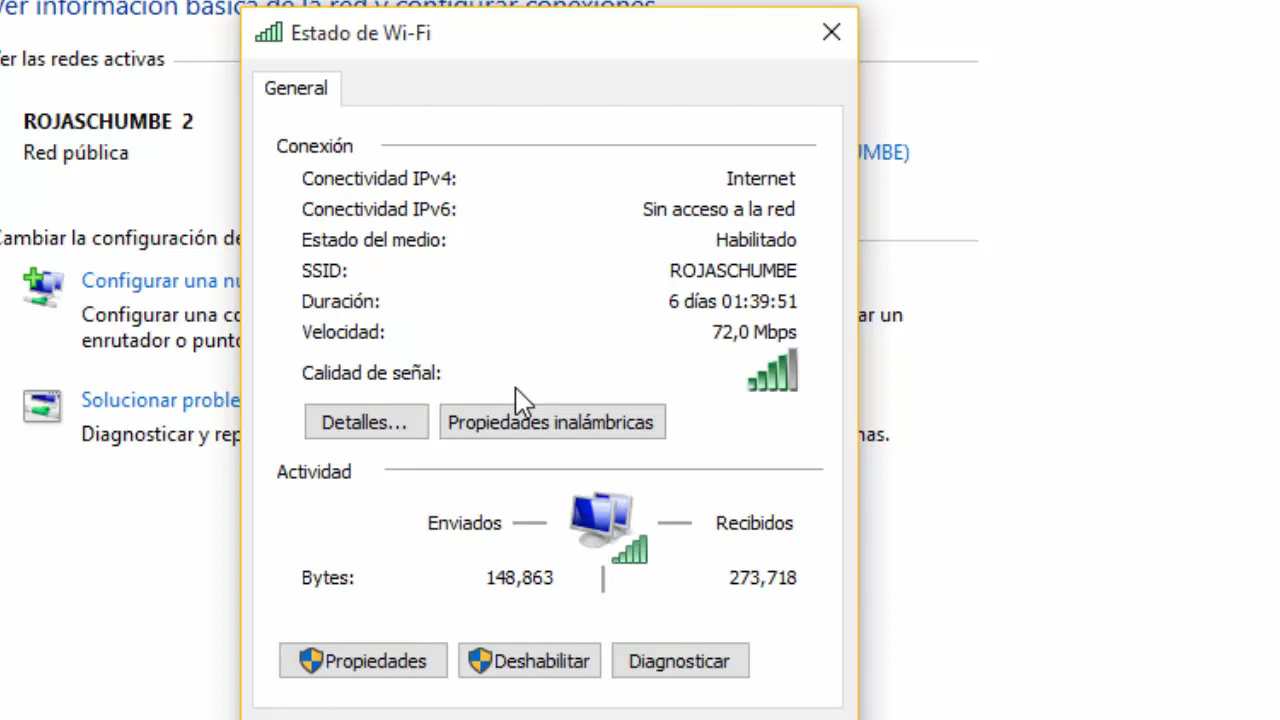 Ver información básica de la red y configurar conexiones
Estado de Wi-Fi
Ver las redes activas
General
ROJASCHUMBE 2
Red pública
UMBE)
Conexión
Conectividad IPv4: Internet
Conectividad IPv6: Sin acceso a la red
Cambiar la configuración de
Estado del medio: Habilitado
SSID: ROJASCHUMBE
Configurar una nu
Duración: 6 días 01:39:51
Configurar una co
ar un
enrutador o punto
Velocidad: 72,0 Mbps
Calidad de señal:
Solucionar proble
Detalles... Propiedades inalámbricas
Diagnosticar y rep
nas.
Actividad
Enviados Recibidos
Bytes: 148,863 273,718
Propiedades Deshabilitar Diagnosticar